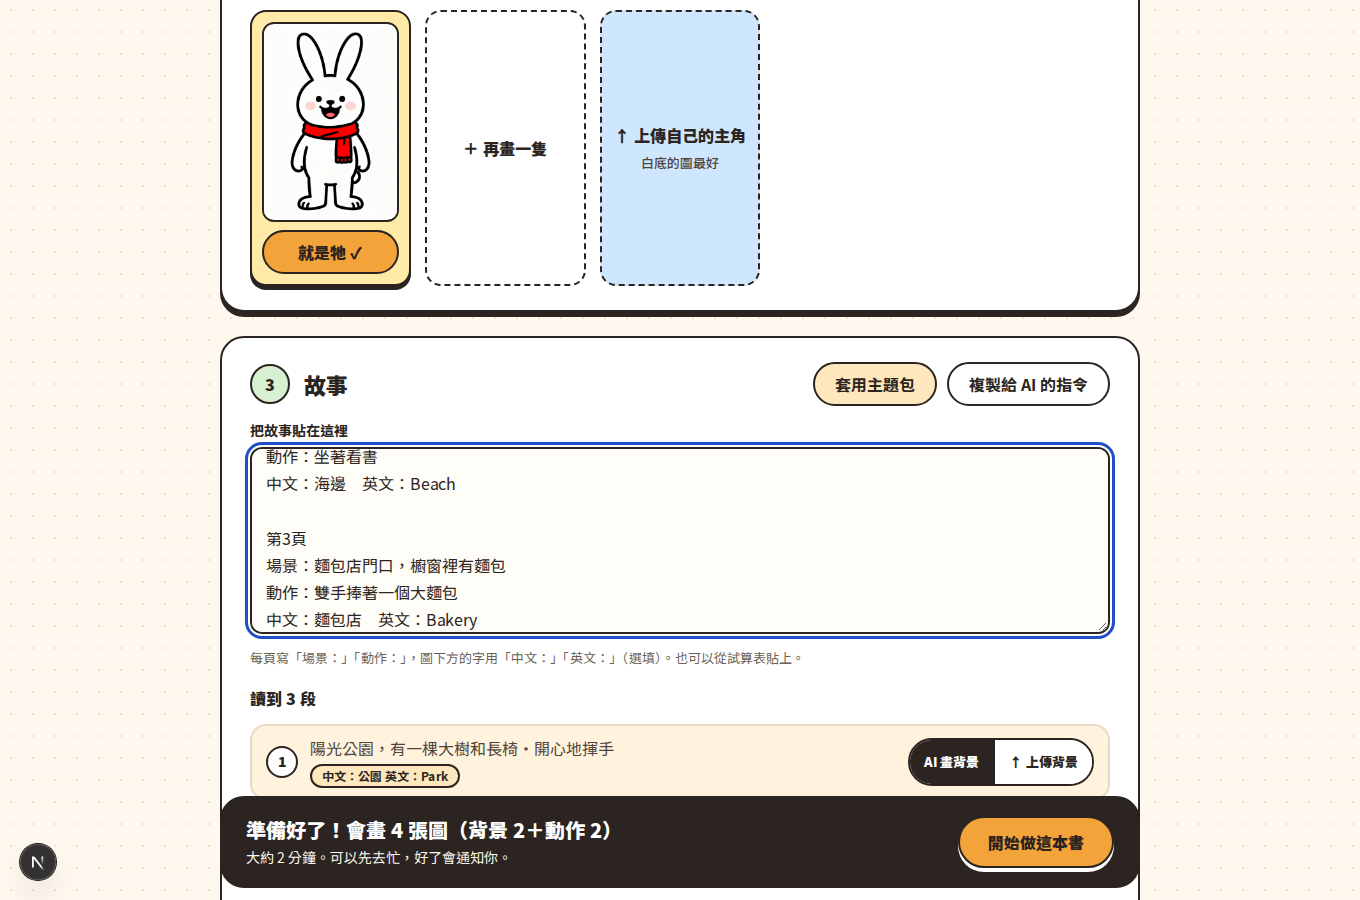 就是牠 ✓
＋ 再畫一隻
↑ 上傳自己的主角
白底的圖最好
3 故事
套用主題包
複製給 AI 的指令
把故事貼在這裡
動作：坐著看書
中文：海邊　英文：Beach
第3頁
場景：麵包店門口，櫥窗裡有麵包
動作：雙手捧著一個大麵包
中文：麵包店　英文：Bakery
每頁寫「場景：」「動作：」，圖下方的字用「中文：」「英文：」（選填）。也可以從試算表貼上。
讀到 3 段
1 陽光公園，有一棵大樹和長椅・開心地揮手
中文：公園 英文：Park
AI 畫背景
↑ 上傳背景
準備好了！會畫 4 張圖（背景 2＋動作 2）
大約 2 分鐘。可以先去忙，好了會通知你。
開始做這本書
N